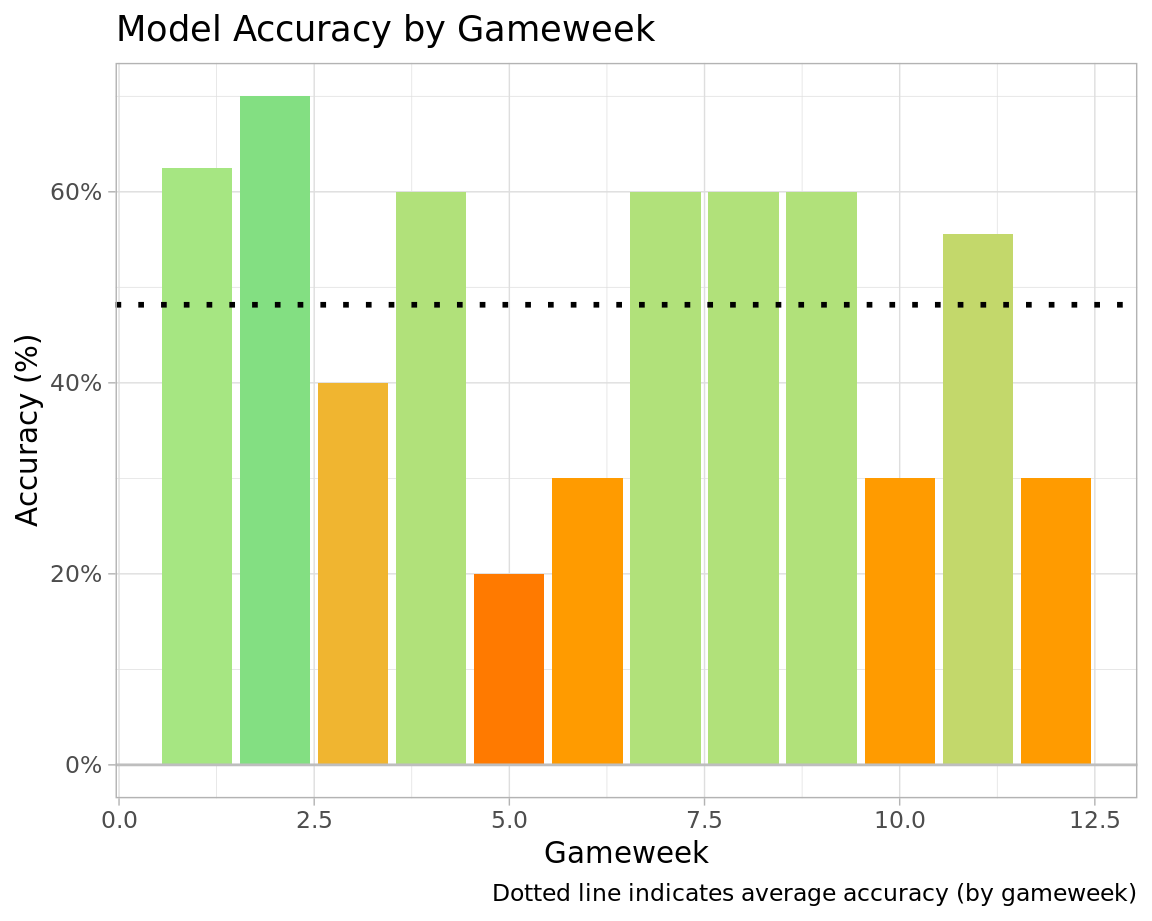 Model Accuracy by Gameweek
Accuracy (%)
60%
40%
20%
0%
0.0 2.5 5.0 7.5 10.0 12.5
Gameweek
Dotted line indicates average accuracy (by gameweek)